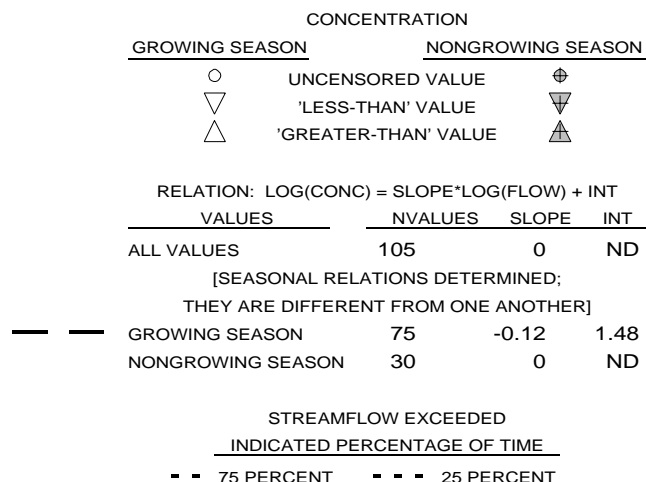 CONCENTRATION
GROWING SEASON NONGROWING SEASON
UNCENSORED VALUE
'LESS-THAN' VALUE
'GREATER-THAN' VALUE
RELATION: LOG(CONC) = SLOPE*LOG(FLOW) + INT
VALUES NVALUES SLOPE INT
ALL VALUES 105 0 ND
[SEASONAL RELATIONS DETERMINED;
THEY ARE DIFFERENT FROM ONE ANOTHER]
GROWING SEASON 75 -0.12 1.48
NONGROWING SEASON 30 0 ND
STREAMFLOW EXCEEDED
INDICATED PERCENTAGE OF TIME
75 PERCENT 25 PERCENT